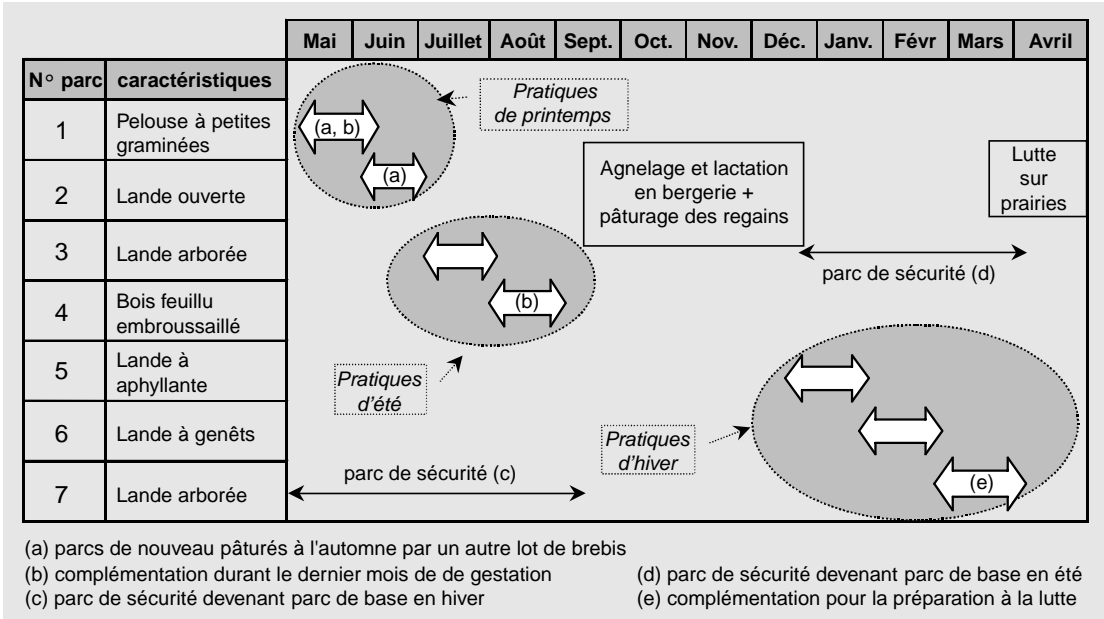 Mai Juin Juillet Août Sept. Oct. Nov. Déc. Janv. Févr Mars Avril
N° parc caractéristiques
1 Pelouse à petites
graminées
2 Lande ouverte
3 Lande arborée
4 Bois feuillu
embroussaillé
5 Lande à
aphyllante
6 Lande à genêts
7 Lande arborée
(a, b)
(a)
Pratiques
de printemps
Agnelage et lactation
en bergerie +
pâturage des regains
Lutte
sur
prairies
parc de sécurité (d)
(b)
Pratiques
d'été
Pratiques
d'hiver
parc de sécurité (c)
(e)
(a) parcs de nouveau pâturés à l'automne par un autre lot de brebis
(b) complémentation durant le dernier mois de de gestation
(c) parc de sécurité devenant parc de base en hiver
(d) parc de sécurité devenant parc de base en été
(e) complémentation pour la préparation à la lutte